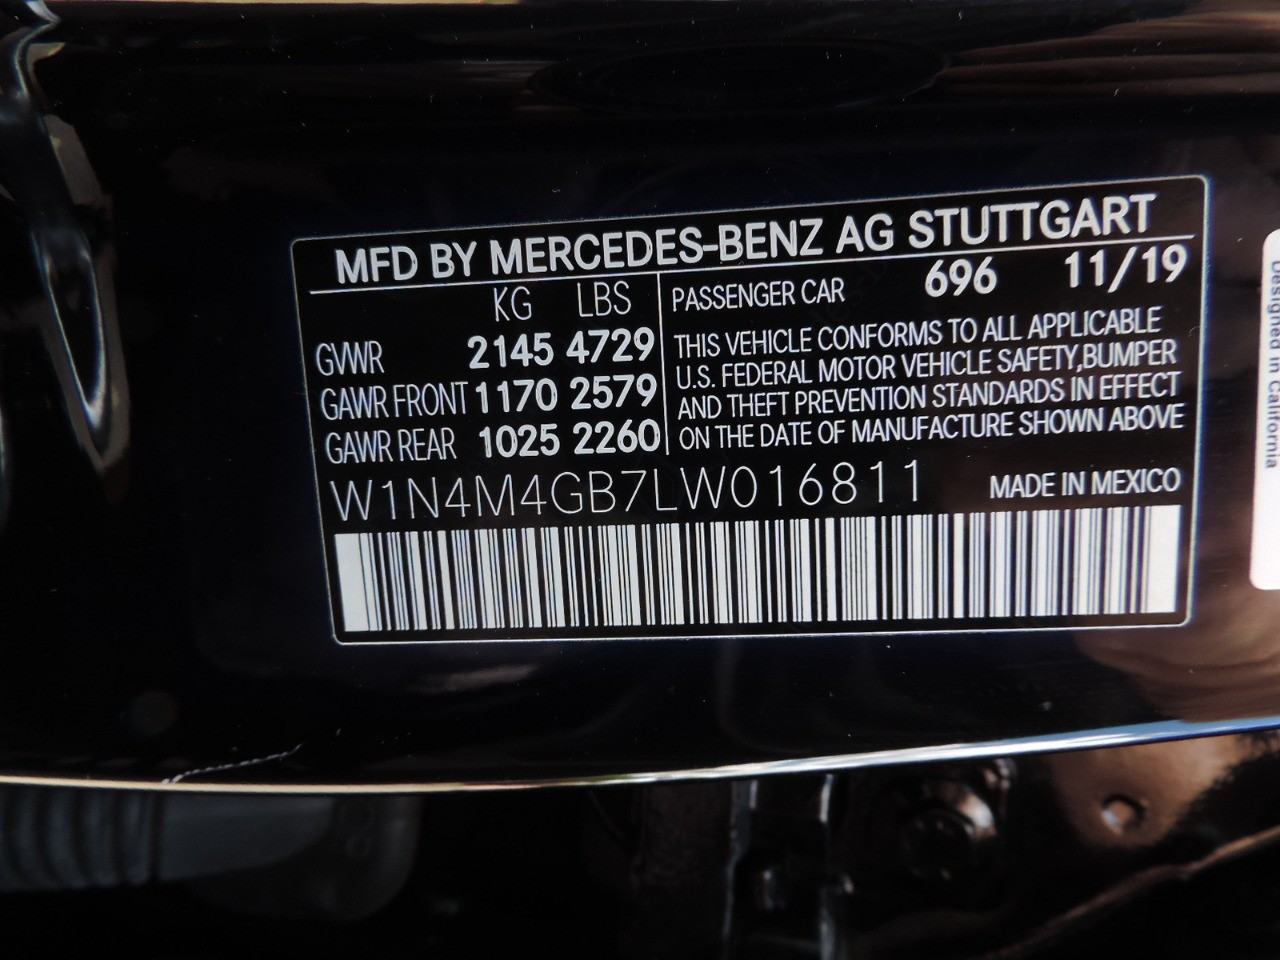 MFD BY MERCEDES-BENZ AG STUTTGART
KG LBS
GVWR 2145 4729
GAWR FRONT 1170 2579
GAWR REAR 1025 2260
PASSENGER CAR 696 11/19
THIS VEHICLE CONFORMS TO ALL APPLICABLE
U.S. FEDERAL MOTOR VEHICLE SAFETY,BUMPER
AND THEFT PREVENTION STANDARDS IN EFFECT
ON THE DATE OF MANUFACTURE SHOWN ABOVE
W1N4M4GB7LW016811 MADE IN MEXICO
Designed in California